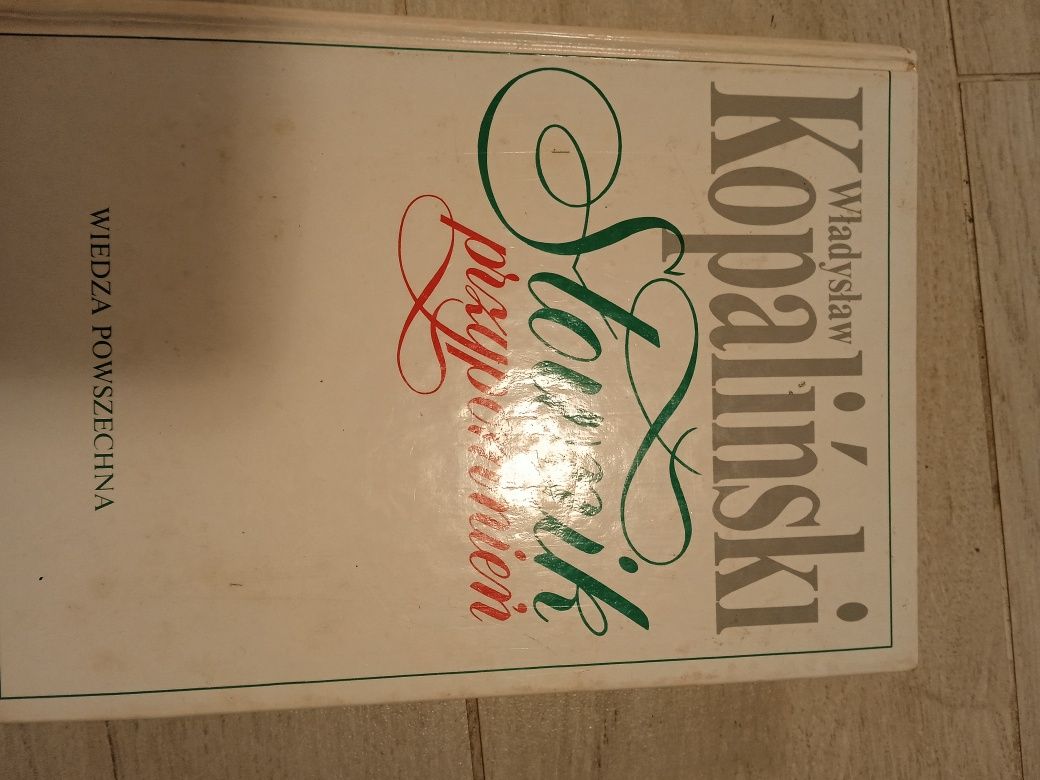 Władysław
Kopaliński
Słownik
przypomnień
WIEDZA POWSZECHNA